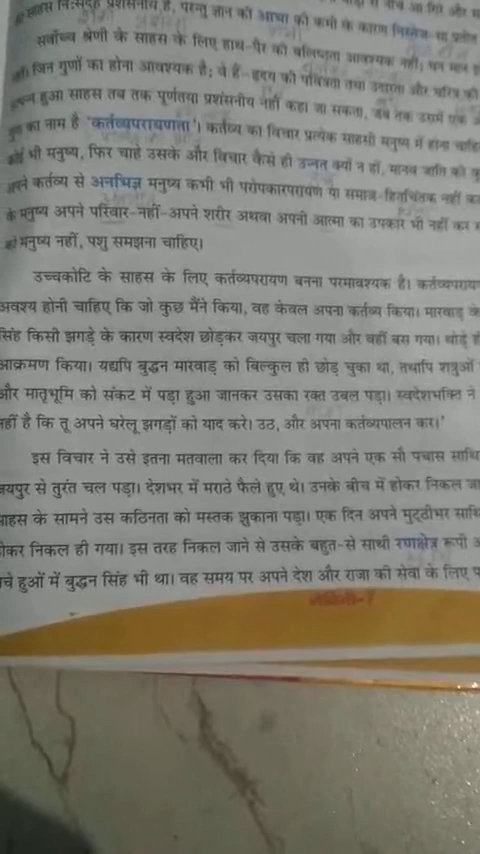 साहस निःसंदेह प्रशंसनीय है, परन्तु ज्ञान की आभा की कमी के कारण निस्तेज सा
सर्वोच्च श्रेणी के साहस के लिए हाथ-पैर की बलिष्ठता आवश्यक नहीं; धन मान
जिन गुणों का होना आवश्यक है; वे हैं-हृदय की पवित्रता तथा उदारता और चरित्र की
हुआ साहस तब तक पूर्णतया प्रशंसनीय नहीं कहा जा सकता, जब तक उसमें एक
का नाम है 'कर्तव्यपरायणता'। कर्तव्य का विचार प्रत्येक साहसी मनुष्य में होना
कोई भी मनुष्य, फिर चाहे उसके और विचार कैसे ही उन्नत क्यों न हों, मानव जाति की
अपने कर्तव्य से अनभिज्ञ मनुष्य कभी भी परोपकारपरायण या समाज-हितचिंतक नहीं
के मनुष्य अपने परिवार-नहीं-अपने शरीर अथवा अपनी आत्मा का उपकार भी नहीं कर
को मनुष्य नहीं, पशु समझना चाहिए।
उच्चकोटि के साहस के लिए कर्तव्यपरायण बनना परमावश्यक है। कर्तव्यपरायण
अवश्य होनी चाहिए कि जो कुछ मैंने किया, वह केवल अपना कर्तव्य किया। मारवाड़ के
सिंह किसी झगड़े के कारण स्वदेश छोड़कर जयपुर चला गया और वहीं बस गया। थोड़े
आक्रमण किया। यद्यपि बुद्धन मारवाड़ को बिल्कुल ही छोड़ चुका था, तथापि शत्रुओं
और मातृभूमि को संकट में पड़ा हुआ जानकर उसका रक्त उबल पड़ा। स्वदेशभक्ति ने
नहीं है कि तू अपने घरेलू झगड़ों को याद करे। उठ, और अपना कर्तव्यपालन कर।'
इस विचार ने उसे इतना मतवाला कर दिया कि वह अपने एक सौ पचास
जयपुर से तुरंत चल पड़ा। देशभर में मराठे फैले हुए थे। उनके बीच में होकर निकल
साहस के सामने उस कठिनता को मस्तक झुकाना पड़ा। एक दिन अपने मुट्ठीभर
होकर निकल ही गया। इस तरह निकल जाने से उसके बहुत-से साथी रणक्षेत्र रूपी
बचे हुओं में बुद्धन सिंह भी था। वह समय पर अपने देश और राजा की सेवा के लिए